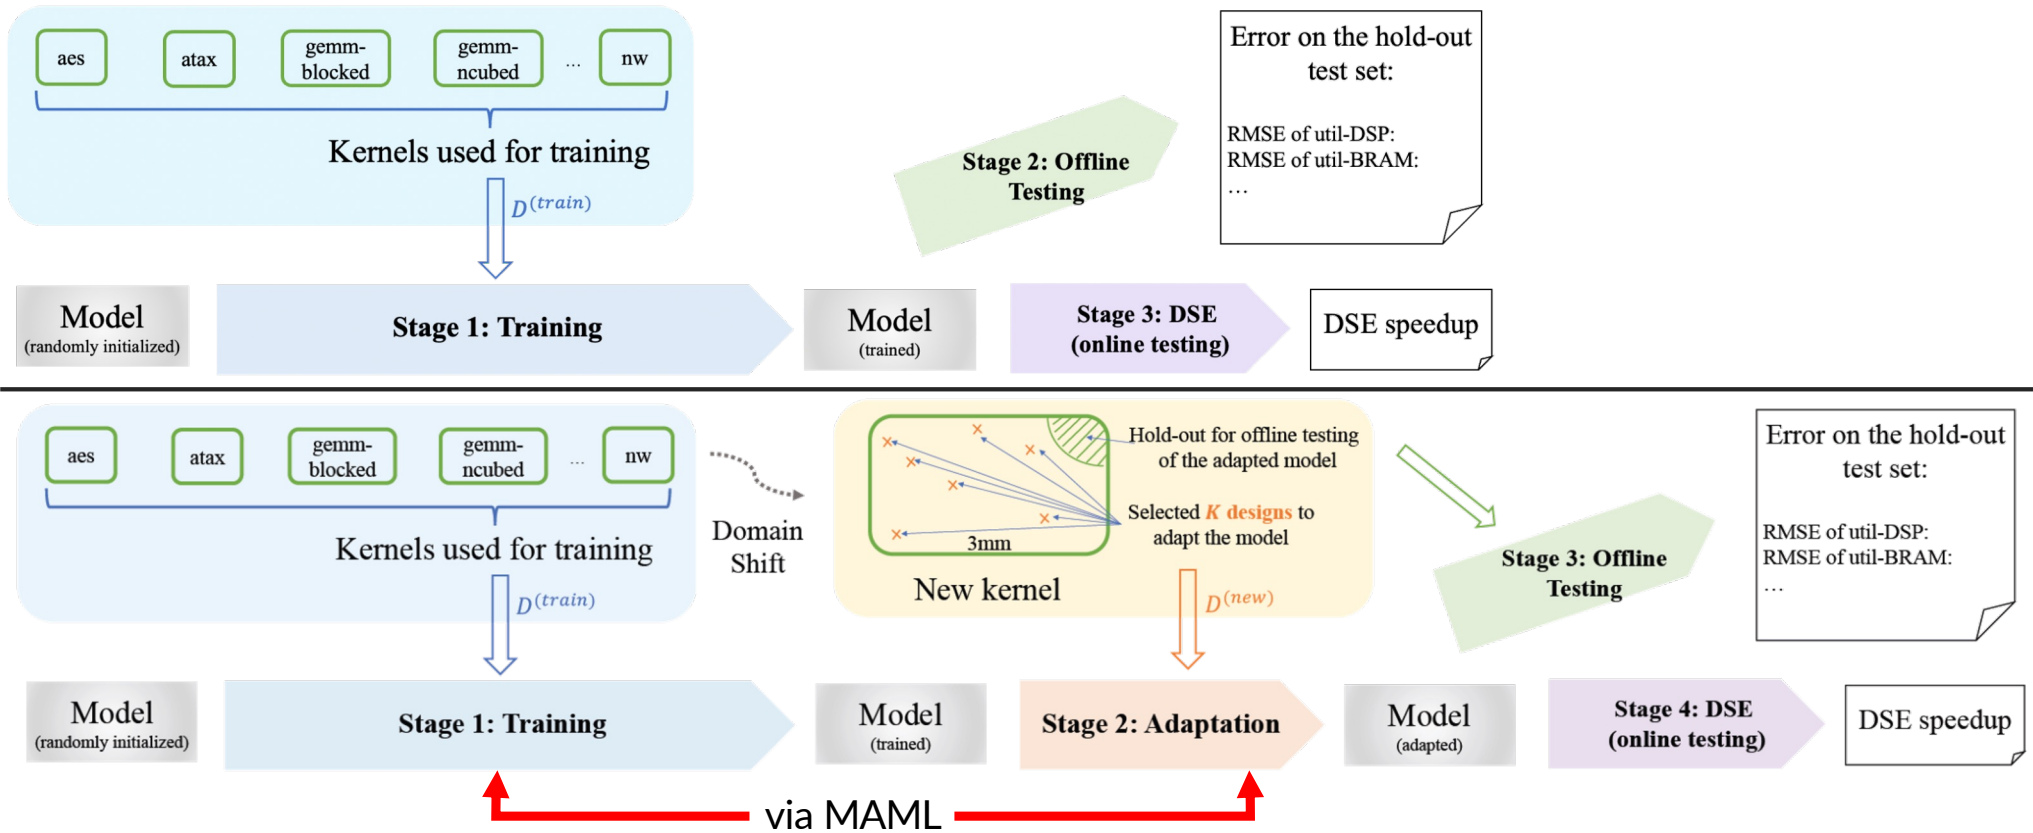 aes
atax
gemm-
blocked
gemm-
ncubed
...
nw
Kernels used for training
D(train)
Model
(randomly initialized)
Stage 1: Training
Model
(trained)
Stage 2: Offline
Testing
Error on the hold-out
test set:
RMSE of util-DSP:
RMSE of util-BRAM:
...
Stage 3: DSE
(online testing)
DSE speedup
aes
atax
gemm-
blocked
gemm-
ncubed
...
nw
Kernels used for training
D(train)
Domain
Shift
3mm
New kernel
Hold-out for offline testing
of the adapted model
Selected K designs to
adapt the model
D(new)
Stage 3: Offline
Testing
Error on the hold-out
test set:
RMSE of util-DSP:
RMSE of util-BRAM:
...
Model
(randomly initialized)
Stage 1: Training
Model
(trained)
Stage 2: Adaptation
Model
(adapted)
Stage 4: DSE
(online testing)
DSE speedup
via MAML